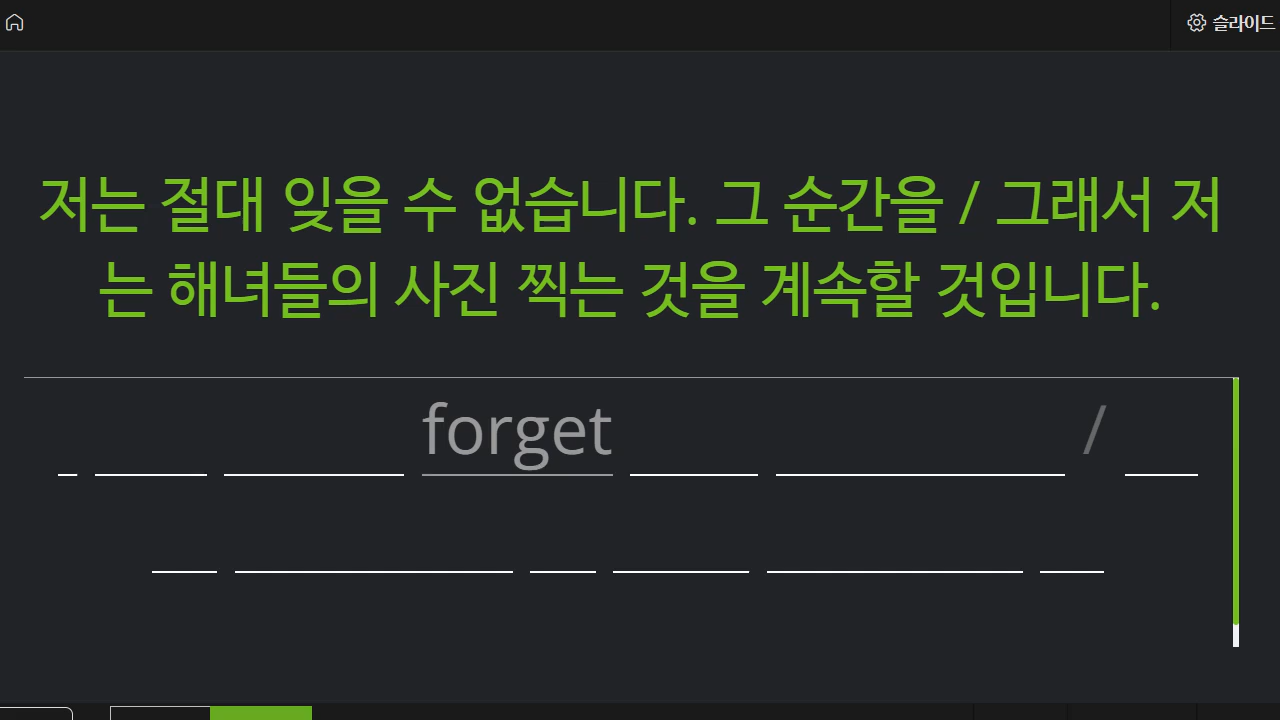 슬라이드
저는 절대 잊을 수 없습니다. 그 순간을 / 그래서 저
는 해녀들의 사진 찍는 것을 계속할 것입니다.
forget /